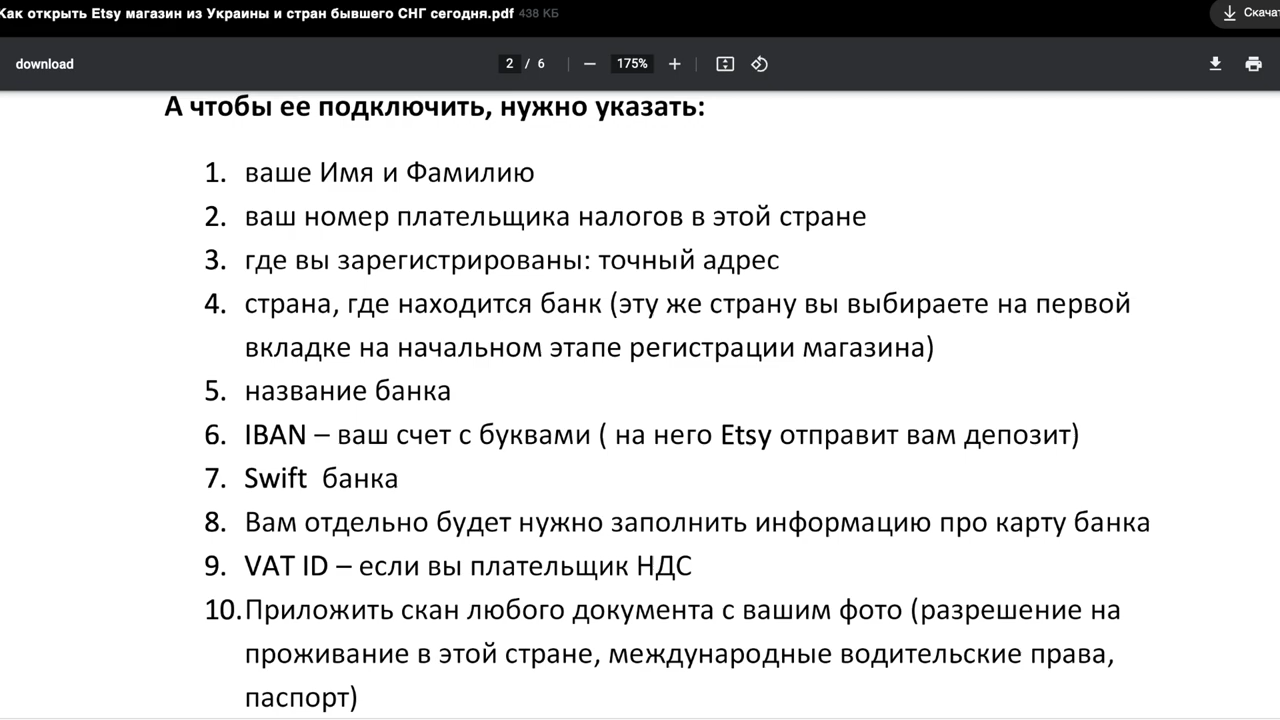 Как открыть Etsy магазин из Украины и стран бывшего СНГ сегодня.pdf 438 КБ
download 2 / 6 − 175% +
А чтобы ее подключить, нужно указать:
1. ваше Имя и Фамилию
2. ваш номер плательщика налогов в этой стране
3. где вы зарегистрированы: точный адрес
4. страна, где находится банк (эту же страну вы выбираете на первой
вкладке на начальном этапе регистрации магазина)
5. название банка
6. IBAN – ваш счет с буквами ( на него Etsy отправит вам депозит)
7. Swift банка
8. Вам отдельно будет нужно заполнить информацию про карту банка
9. VAT ID – если вы плательщик НДС
10.Приложить скан любого документа с вашим фото (разрешение на
проживание в этой стране, международные водительские права,
паспорт)